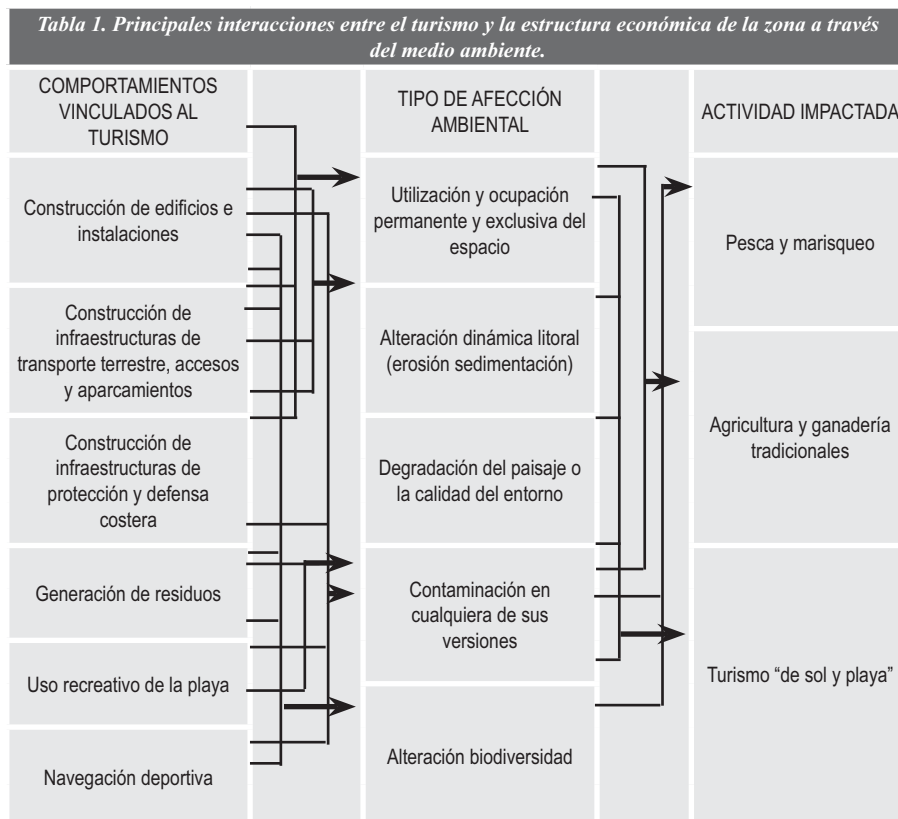 Tabla 1. Principales interacciones entre el turismo y la estructura económica de la zona a través
del medio ambiente.
COMPORTAMIENTOS
VINCULADOS AL
TURISMO
TIPO DE AFECCIÓN
AMBIENTAL
ACTIVIDAD IMPACTADA
Construcción de edificios e
instalaciones
Construcción de
infraestructuras de
transporte terrestre, accesos
y aparcamientos
Construcción de
infraestructuras de
protección y defensa
costera
Generación de residuos
Uso recreativo de la playa
Navegación deportiva
Utilización y ocupación
permanente y exclusiva del
espacio
Alteración dinámica litoral
(erosión sedimentación)
Degradación del paisaje o
la calidad del entorno
Contaminación en
cualquiera de sus
versiones
Alteración biodiversidad
Pesca y marisqueo
Agricultura y ganadería
tradicionales
Turismo “de sol y playa”